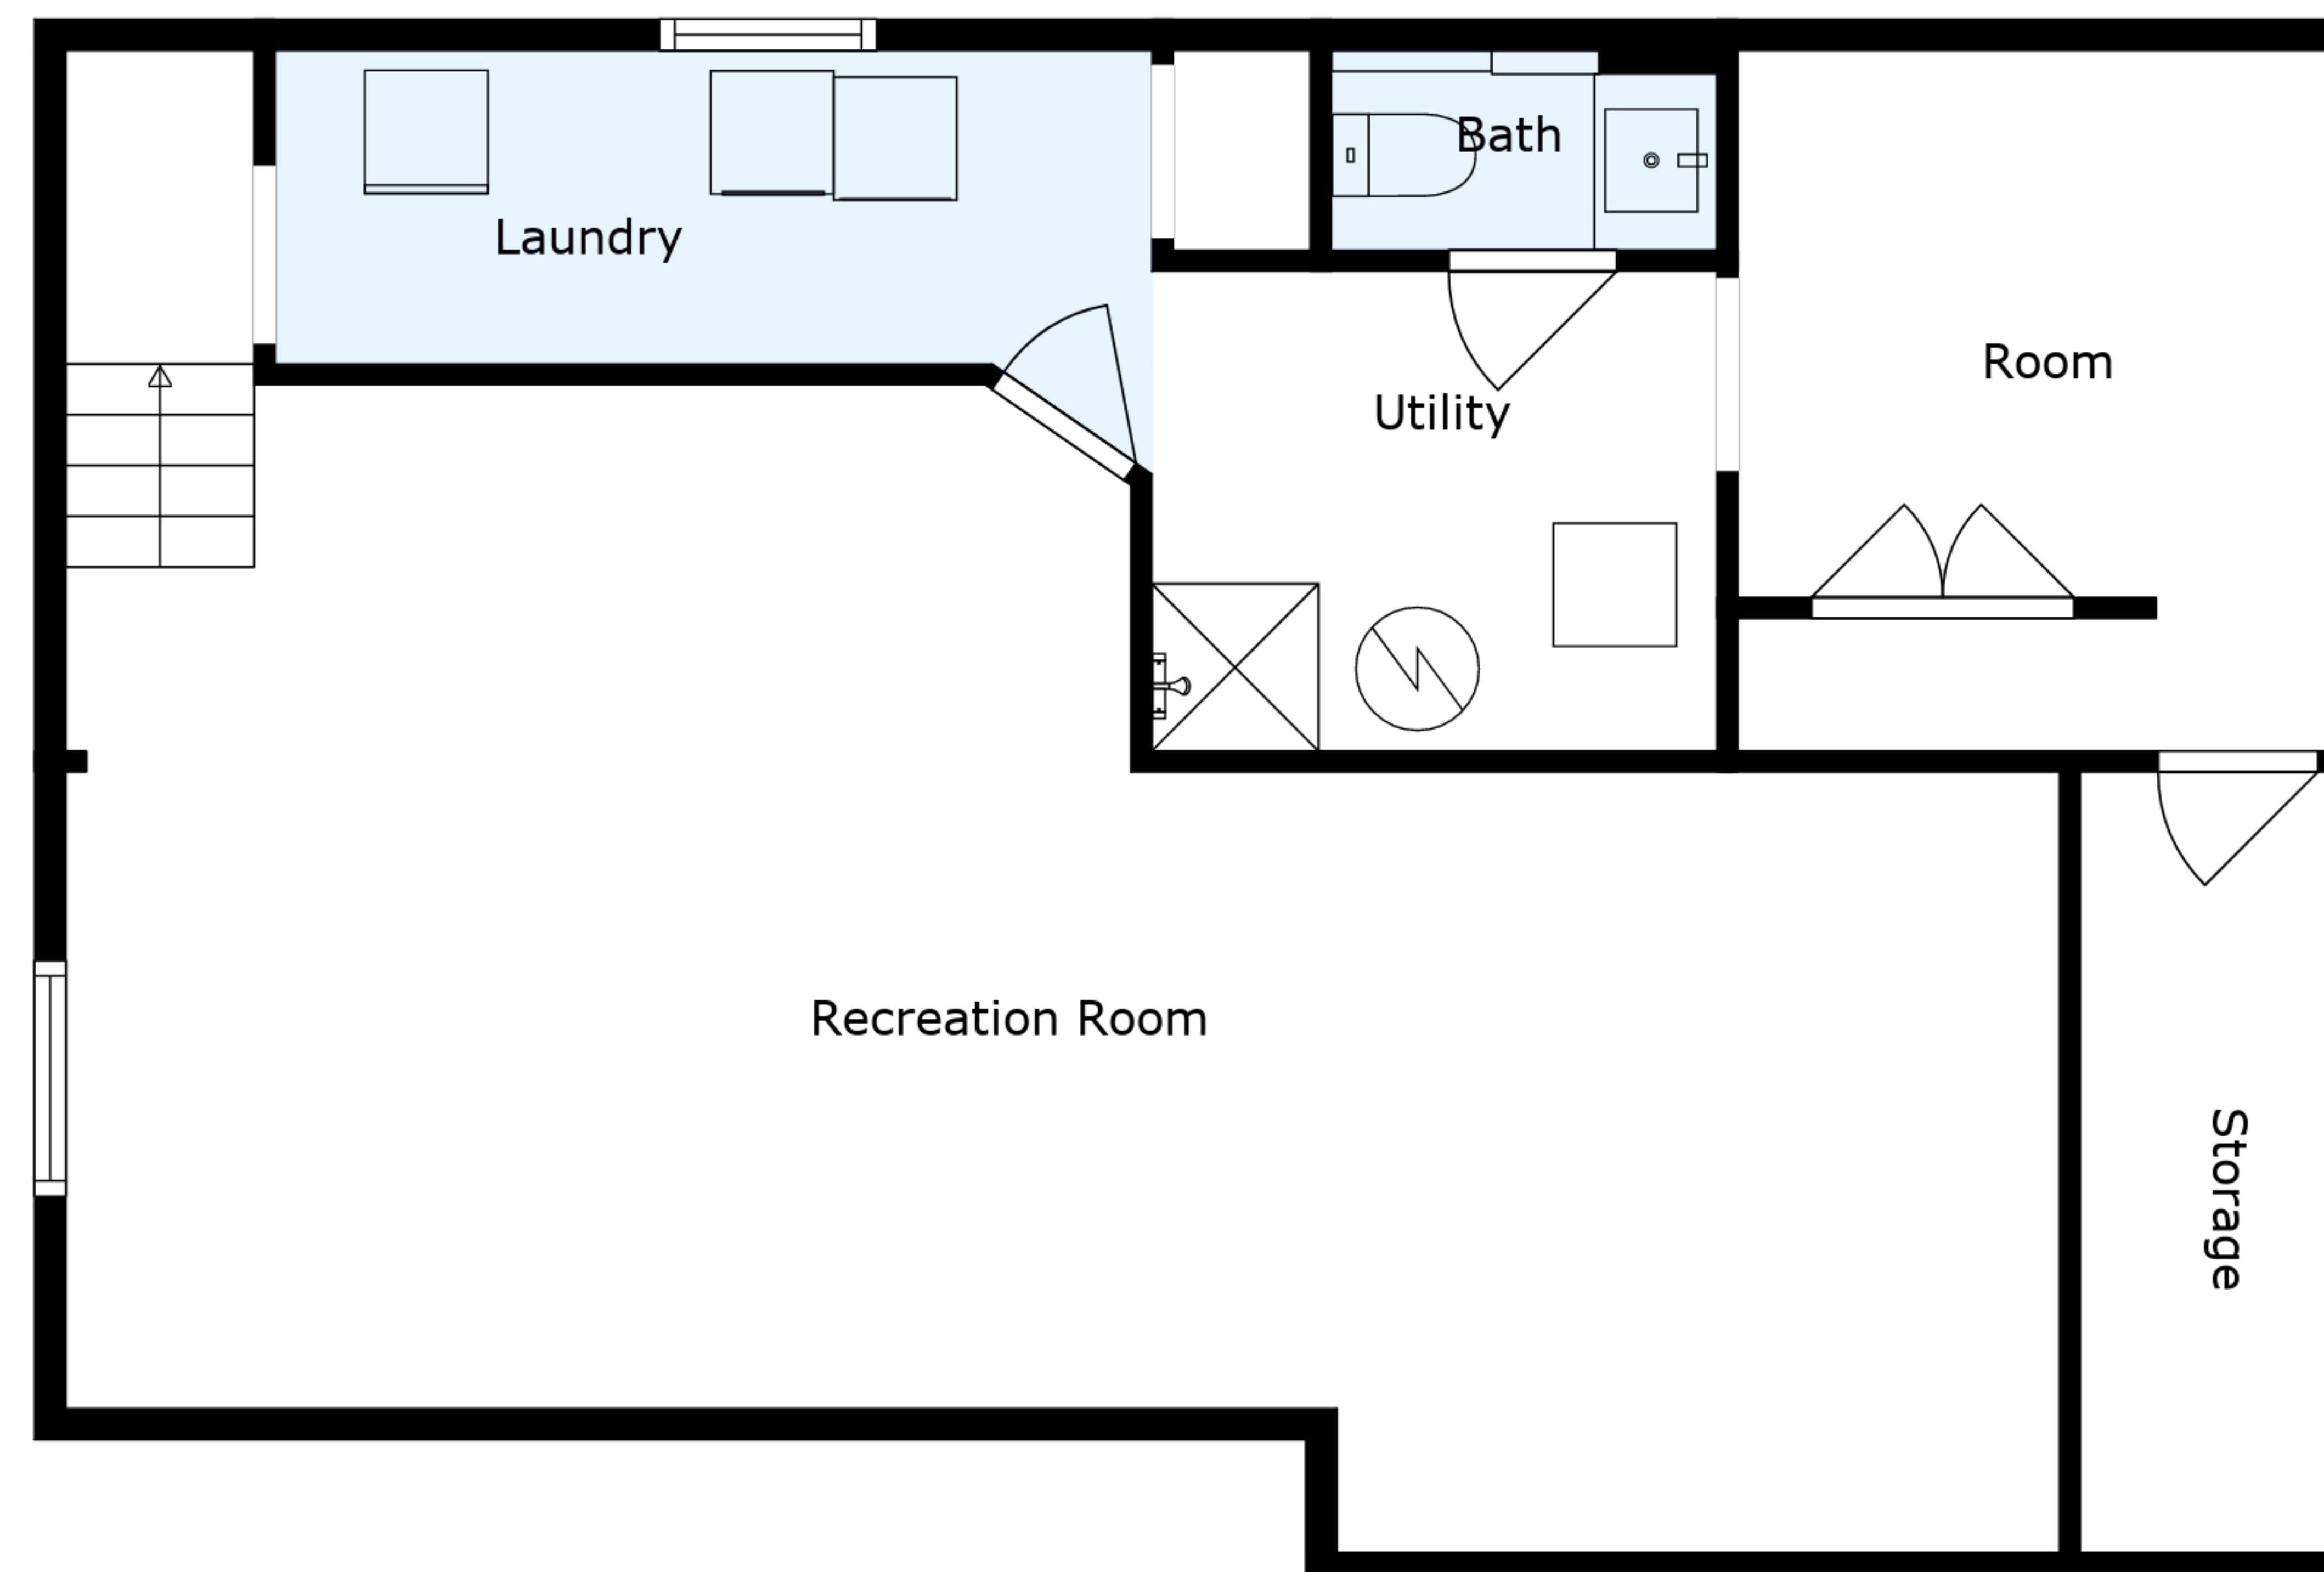 Bath
Laundry
Room
Utility
Recreation Room
Storage